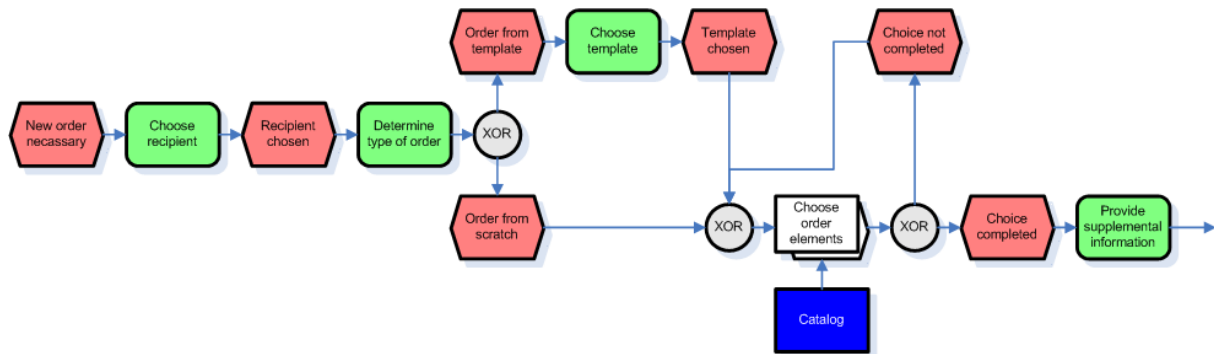 New order
necassary
Choose
recipient
Recipient
chosen
Determine
type of order
XOR
Order from
template
Choose
template
Template
chosen
Order from
scratch
XOR
Choose
order
elements
Catalog
XOR
Choice not
completed
Choice
completed
Provide
supplemental
information